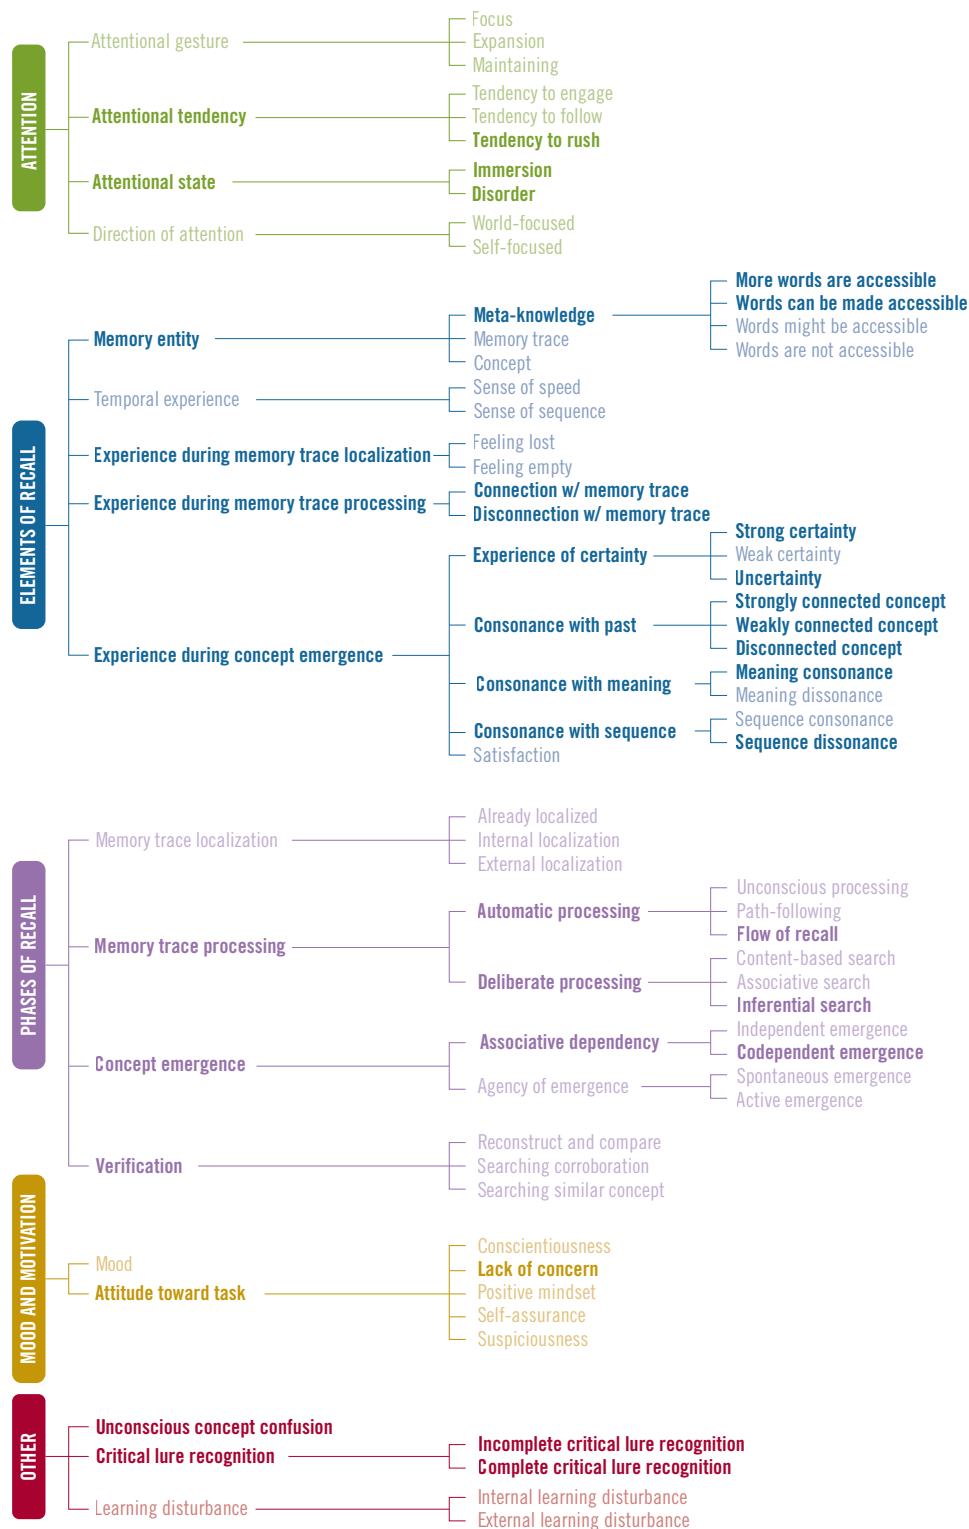 ATTENTION
Attentional gesture
Focus
Expansion
Maintaining
Attentional tendency
Tendency to engage
Tendency to follow
Tendency to rush
Attentional state
Immersion
Disorder
Direction of attention
World-focused
Self-focused
ELEMENTS OF RECALL
Memory entity
Meta-knowledge
More words are accessible
Words can be made accessible
Words might be accessible
Words are not accessible
Memory trace
Concept
Temporal experience
Sense of speed
Sense of sequence
Experience during memory trace localization
Feeling lost
Feeling empty
Experience during memory trace processing
Connection w/ memory trace
Disconnection w/ memory trace
Experience during concept emergence
Experience of certainty
Strong certainty
Weak certainty
Uncertainty
Consonance with past
Strongly connected concept
Weakly connected concept
Disconnected concept
Consonance with meaning
Meaning consonance
Meaning dissonance
Consonance with sequence
Sequence consonance
Sequence dissonance
Satisfaction
PHASES OF RECALL
Memory trace localization
Already localized
Internal localization
External localization
Memory trace processing
Automatic processing
Unconscious processing
Path-following
Flow of recall
Deliberate processing
Content-based search
Associative search
Inferential search
Concept emergence
Associative dependency
Independent emergence
Codependent emergence
Agency of emergence
Spontaneous emergence
Active emergence
Verification
Reconstruct and compare
Searching corroboration
Searching similar concept
MOOD AND MOTIVATION
Mood
Attitude toward task
Conscientiousness
Lack of concern
Positive mindset
Self-assurance
Suspiciousness
OTHER
Unconscious concept confusion
Critical lure recognition
Incomplete critical lure recognition
Complete critical lure recognition
Learning disturbance
Internal learning disturbance
External learning disturbance